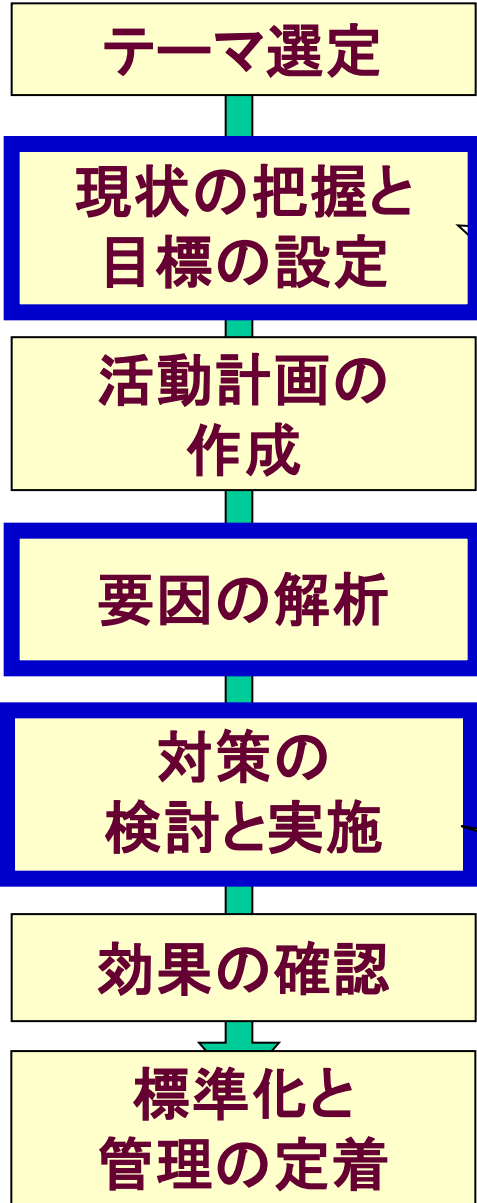 テーマ選定
現状の把握と
目標の設定
活動計画の
作成
要因の解析
対策の
検討と実施
効果の確認
標準化と
管理の定着